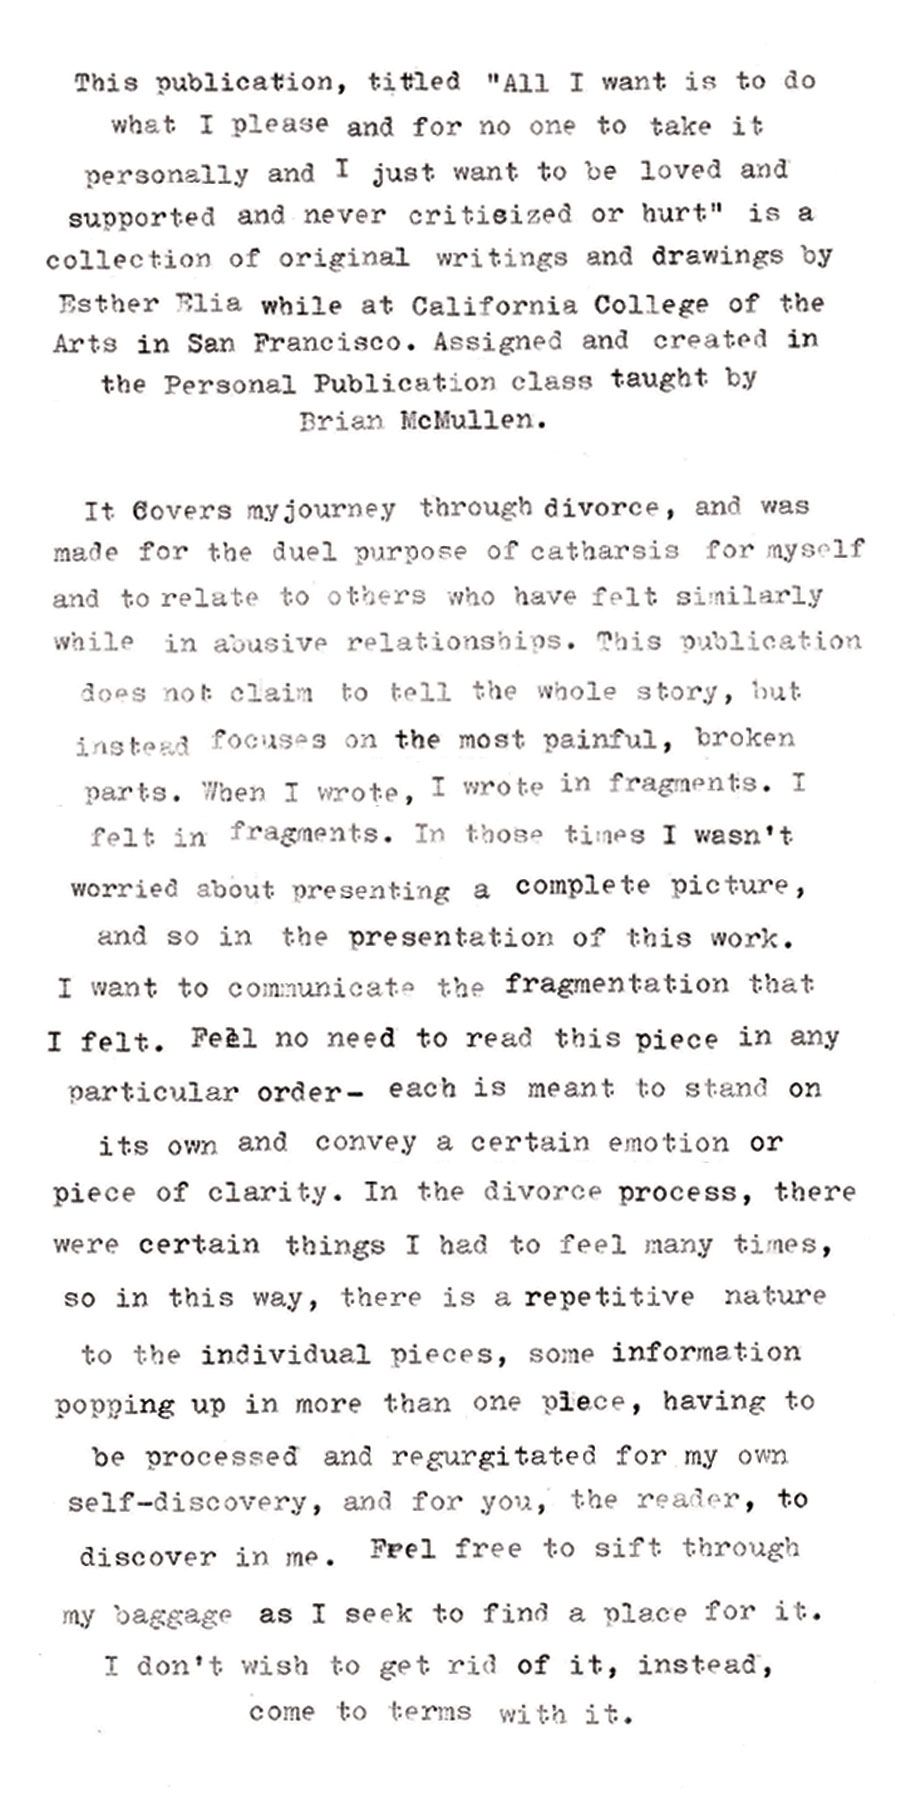 This publication, titled "All I want is to do
what I please and for no one to take it
personally and I just want to be loved and
supported and never critisized or hurt" is a
collection of original writings and drawings by
Esther Elia while at California College of the
Arts in San Francisco. Assigned and created in
the Personal Publication class taught by
Brian McMullen.
It Covers my journey through divorce, and was
made for the duel purpose of catharsis for myself
and to relate to others who have felt similarly
while in abusive relationships. This publication
does not claim to tell the whole story, but
instead focuses on the most painful, broken
parts. When I wrote, I wrote in fragments. I
felt in fragments. In those times I wasn't
worried about presenting a complete picture,
and so in the presentation of this work.
I want to communicate the fragmentation that
I felt. Feel no need to read this piece in any
particular order- each is meant to stand on
its own and convey a certain emotion or
piece of clarity. In the divorce process, there
were certain things I had to feel many times,
so in this way, there is a repetitive nature
to the individual pieces, some information
popping up in more than one piece, having to
be processed and regurgitated for my own
self-discovery, and for you, the reader, to
discover in me. Feel free to sift through
my baggage as I seek to find a place for it.
I don't wish to get rid of it, instead,
come to terms with it.